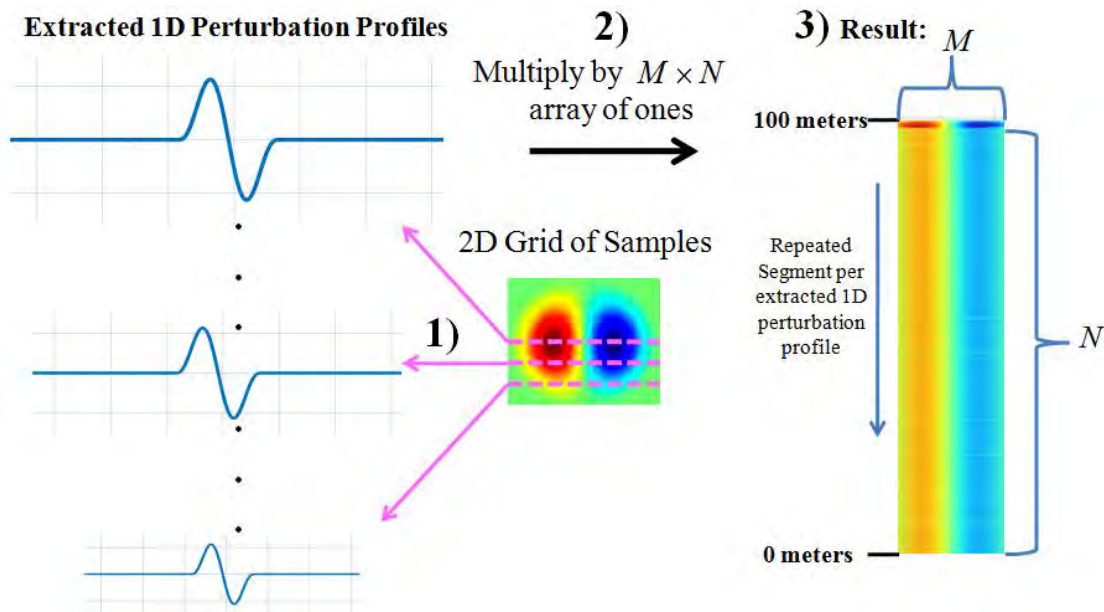 Extracted 1D Perturbation Profiles
2)
Multiply by M × N
array of ones
3) Result:
M
100 meters
2D Grid of Samples
1)
Repeated
Segment per
extracted 1D
perturbation
profile
N
0 meters